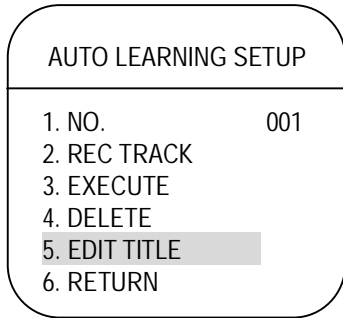 AUTO LEARNING SETUP
1. NO. 001
2. REC TRACK
3. EXECUTE
4. DELETE
5. EDIT TITLE
6. RETURN